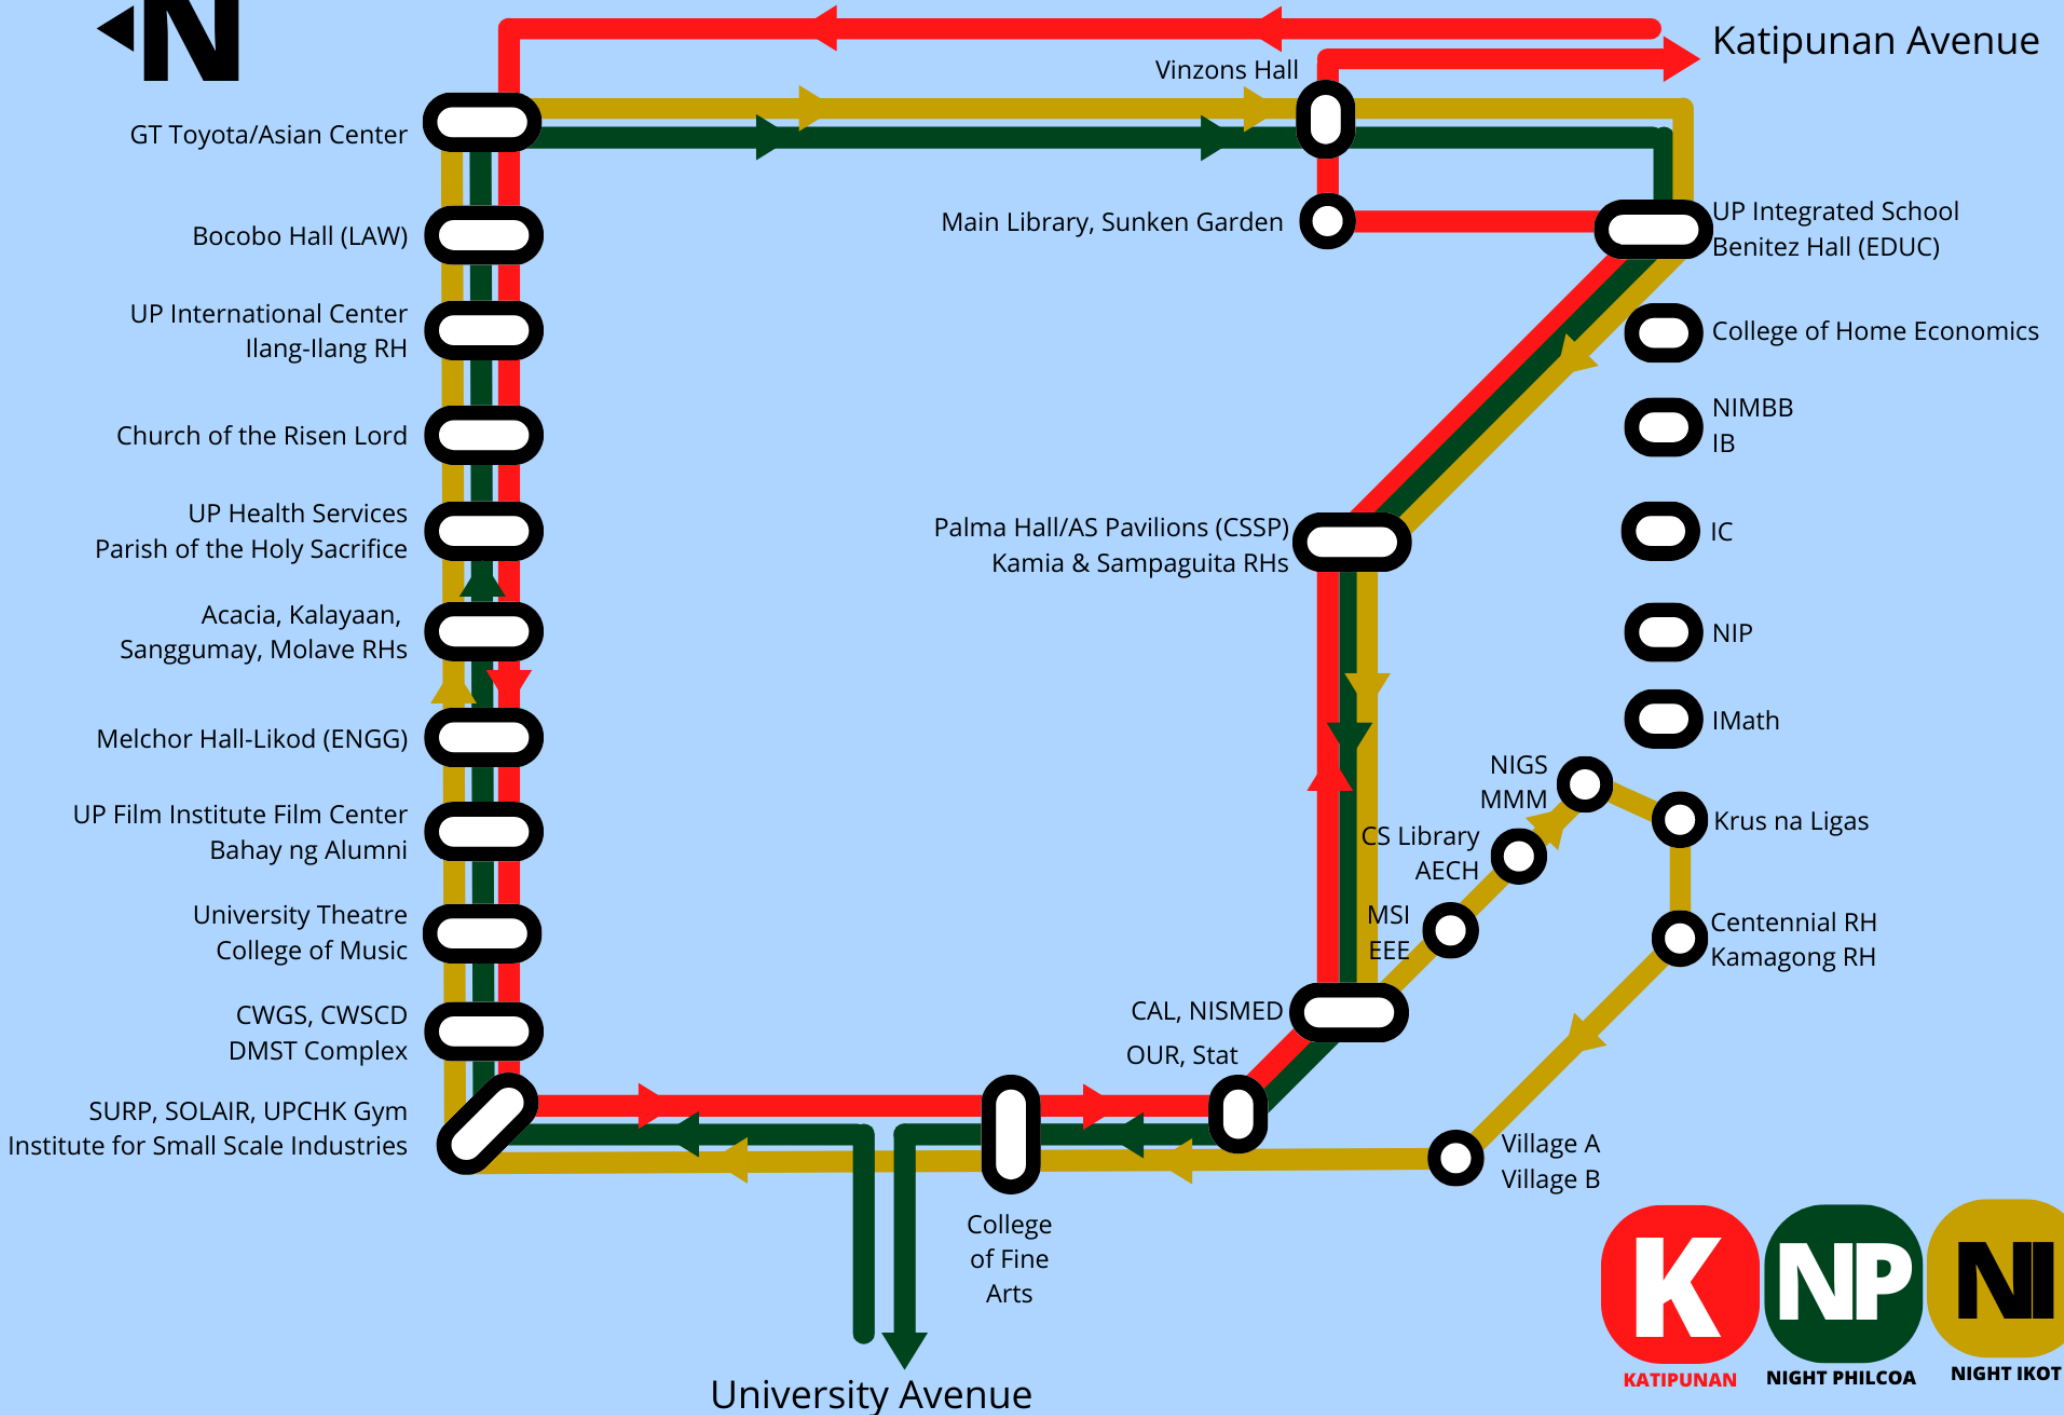 N
Katipunan Avenue
Vinzons Hall
GT Toyota/Asian Center
Bocobo Hall (LAW)
Main Library, Sunken Garden
UP Integrated School
Benitez Hall (EDUC)
UP International Center
Ilang-Ilang RH
College of Home Economics
Church of the Risen Lord
NIMBB
IB
UP Health Services
Parish of the Holy Sacrifice
Palma Hall/AS Pavilions (CSSP)
Kamia & Sampaguita RHs
IC
Acacia, Kalayaan,
Sanggumay, Molave RHs
NIP
Melchor Hall-Likod (ENGG)
IMath
NIGS
MMM
UP Film Institute Film Center
Bahay ng Alumni
CS Library
AECH
Krus na Ligas
University Theatre
College of Music
MSI
EEE
Centennial RH
Kamagong RH
CWGS, CWSCD
DMST Complex
CAL, NISMED
OUR, Stat
SURP, SOLAIR, UPCHK Gym
Institute for Small Scale Industries
Village A
Village B
College
of Fine
Arts
University Avenue
K
KATIPUNAN
NP
NIGHT PHILCOA
NI
NIGHT IKOT